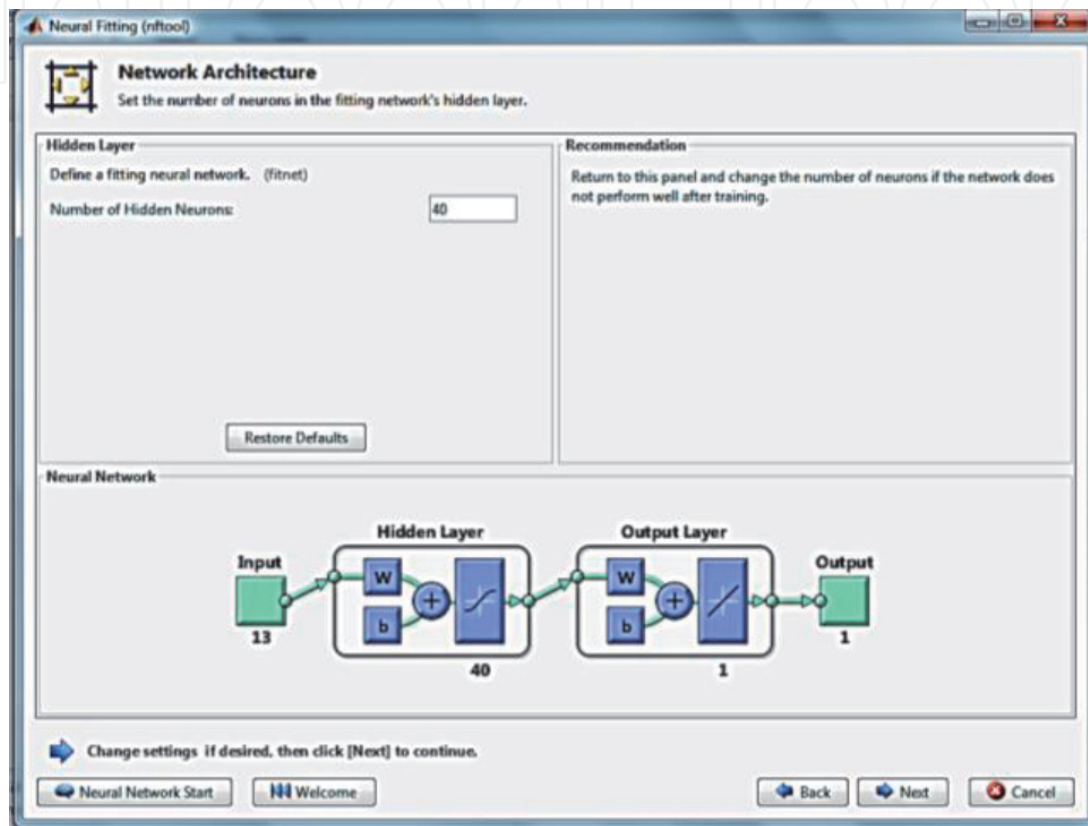 Neural Fitting (nftool)
Network Architecture
Set the number of neurons in the fitting network's hidden layer.
Hidden Layer
Define a fitting neural network. (fitnet)
Number of Hidden Neurons:
40
Restore Defaults
Recommendation
Return to this panel and change the number of neurons if the network does
not perform well after training.
Neural Network
Hidden Layer
Output Layer
Input
Output
W
b
W
b
13
40
1
1
Change settings if desired, then click [Next] to continue.
Neural Network Start
Welcome
Back
Next
Cancel